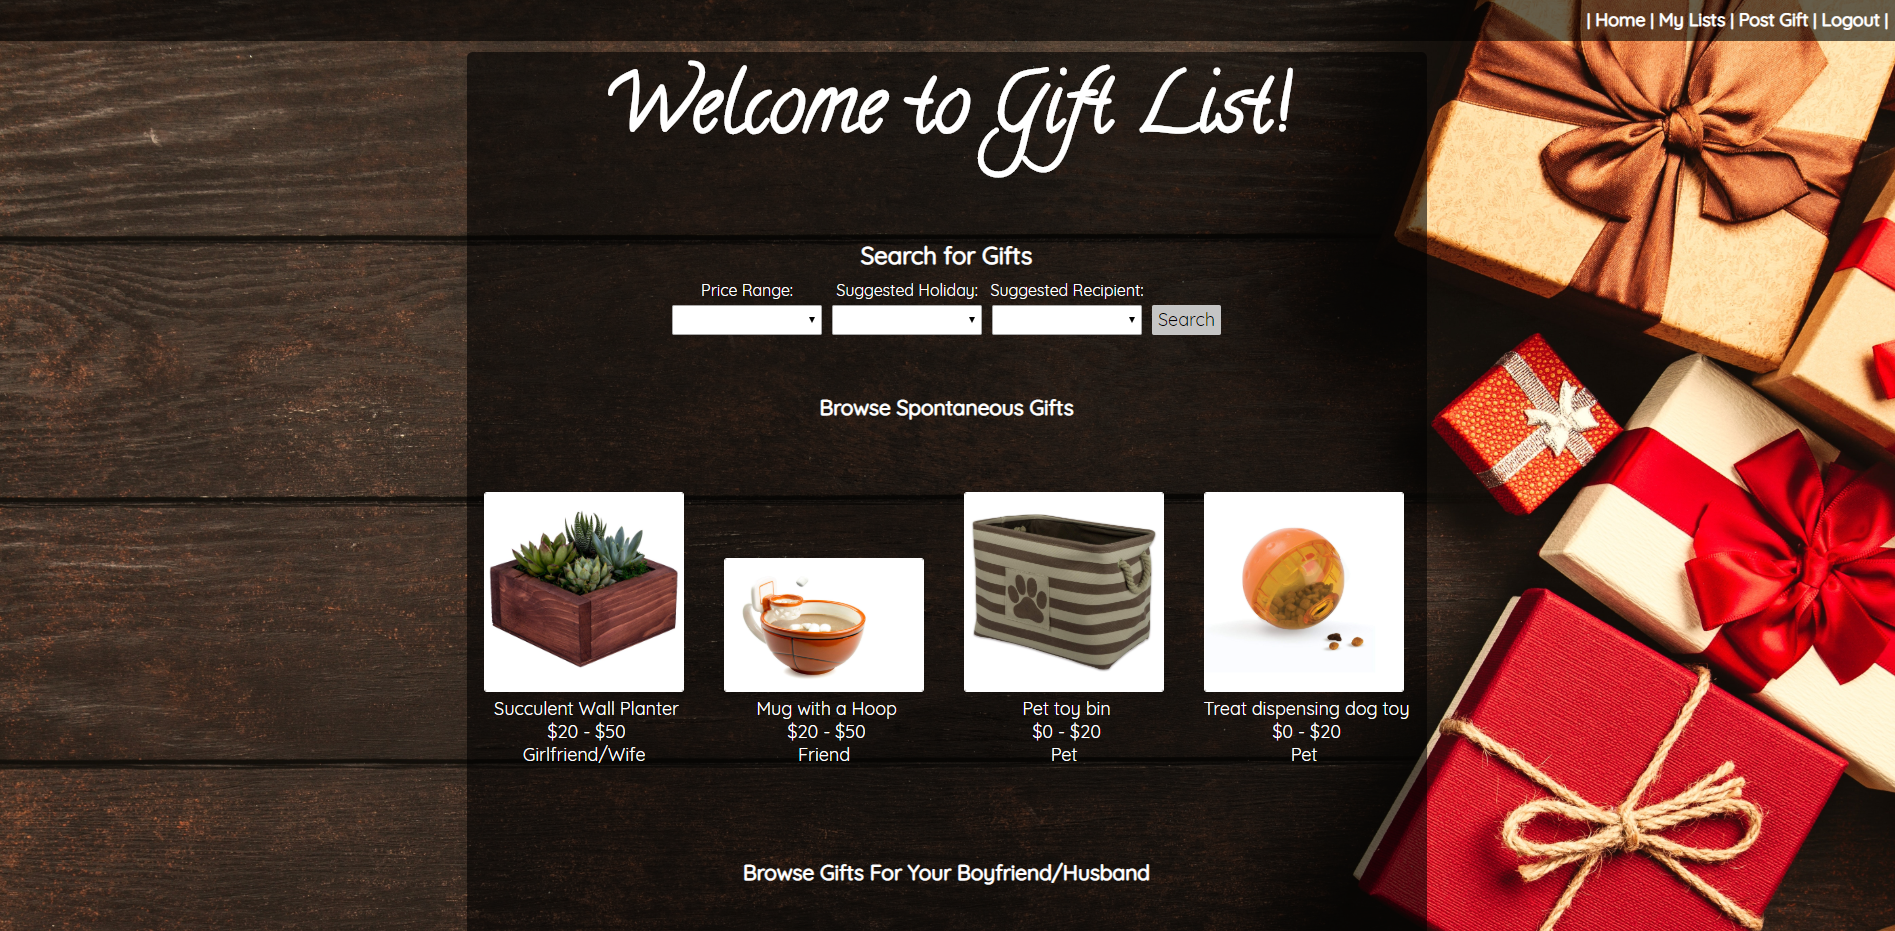 | Home | My Lists | Post Gift | Logout |
Welcome to Gift List!
Search for Gifts
Price Range: Suggested Holiday: Suggested Recipient:
Search
Browse Spontaneous Gifts
Succulent Wall Planter
$20 - $50
Girlfriend/Wife
Mug with a Hoop
$20 - $50
Friend
Pet toy bin
$0 - $20
Pet
Treat dispensing dog toy
$0 - $20
Pet
Browse Gifts For Your Boyfriend/Husband